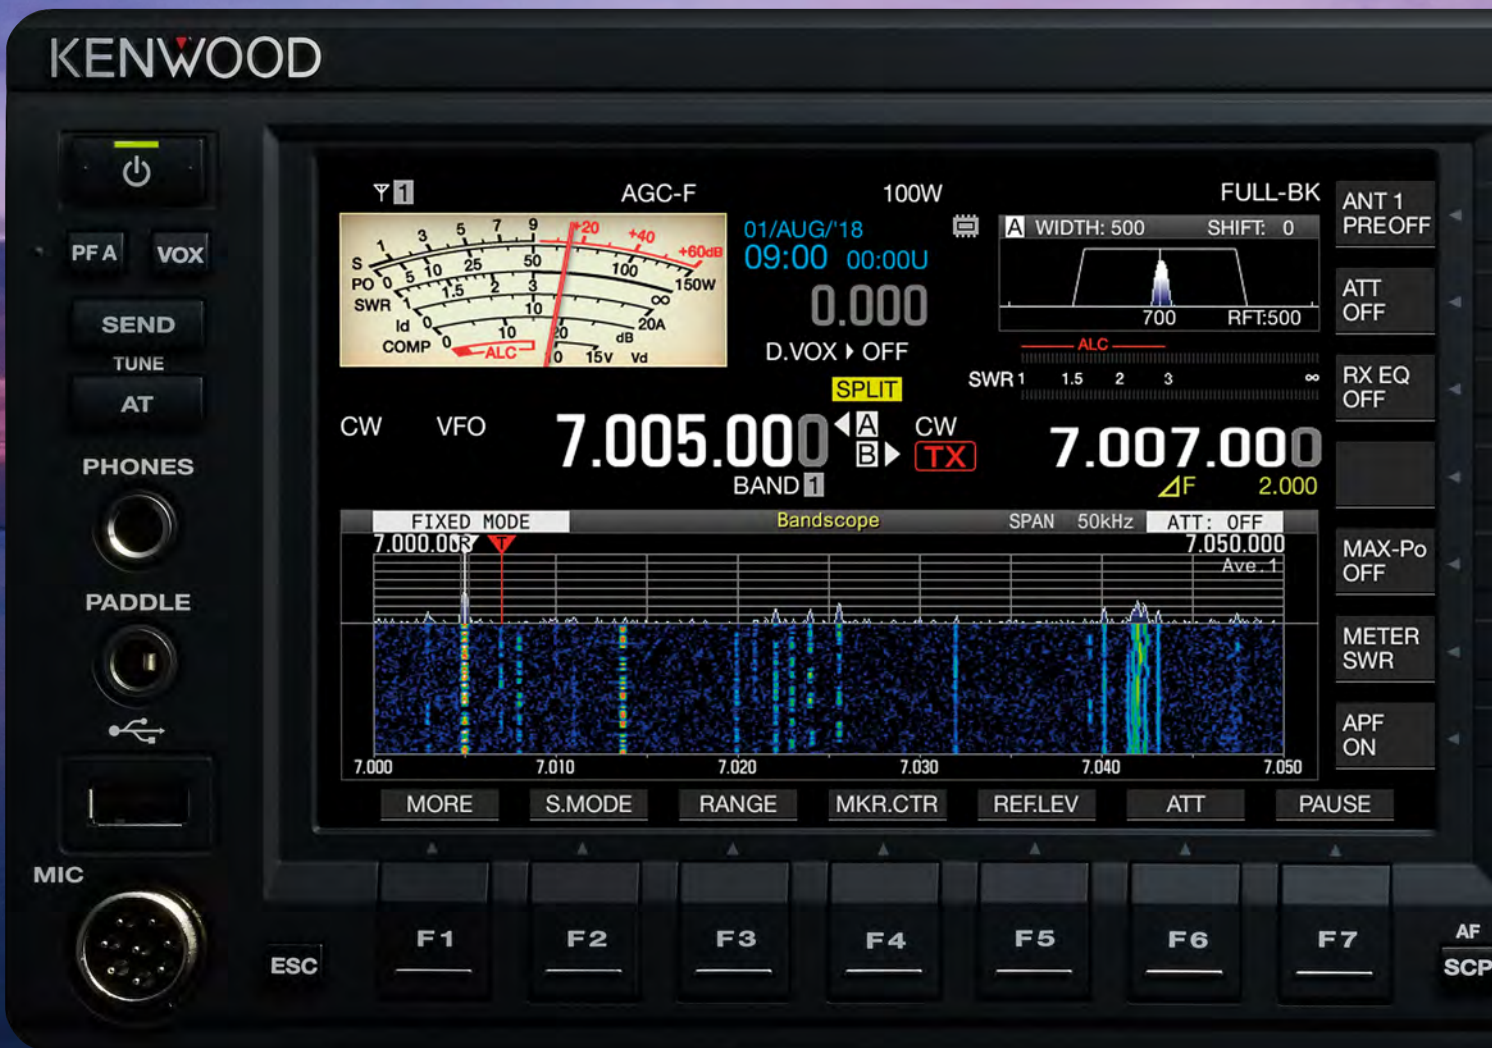 KENWOOD
PF A
VOX
SEND
TUNE
AT
PHONES
PADDLE
MIC
ESC
1 AGC-F 100W FULL-BK
S 1 3 5 7 9 +20 +40 +60dB
PO 0 5 10 25 50 100 150W
SWR 1 1.5 2 3 ∞
Id 0 10 20A
COMP 0 10 20 dB
ALC 10 15V Vd
01/AUG/'18
09:00 00:00U
0.000
D.VOX OFF
A WIDTH: 500 SHIFT: 0
700 RFT:500
ALC
SWR 1 1.5 2 3 ∞
SPLIT
CW VFO 7.005.000 A CW 7.007.000
B TX
BAND 1 ⊿F 2.000
FIXED MODE Bandscope SPAN 50kHz ATT: OFF
7.000.00 R T 7.050.000
Ave.1
7.000 7.010 7.020 7.030 7.040 7.050
MORE S.MODE RANGE MKR.CTR REF.LEV ATT PAUSE
ANT 1
PREOFF
ATT
OFF
RX EQ
OFF
MAX-Po
OFF
METER
SWR
APF
ON
F1 F2 F3 F4 F5 F6 F7
AF
SCP